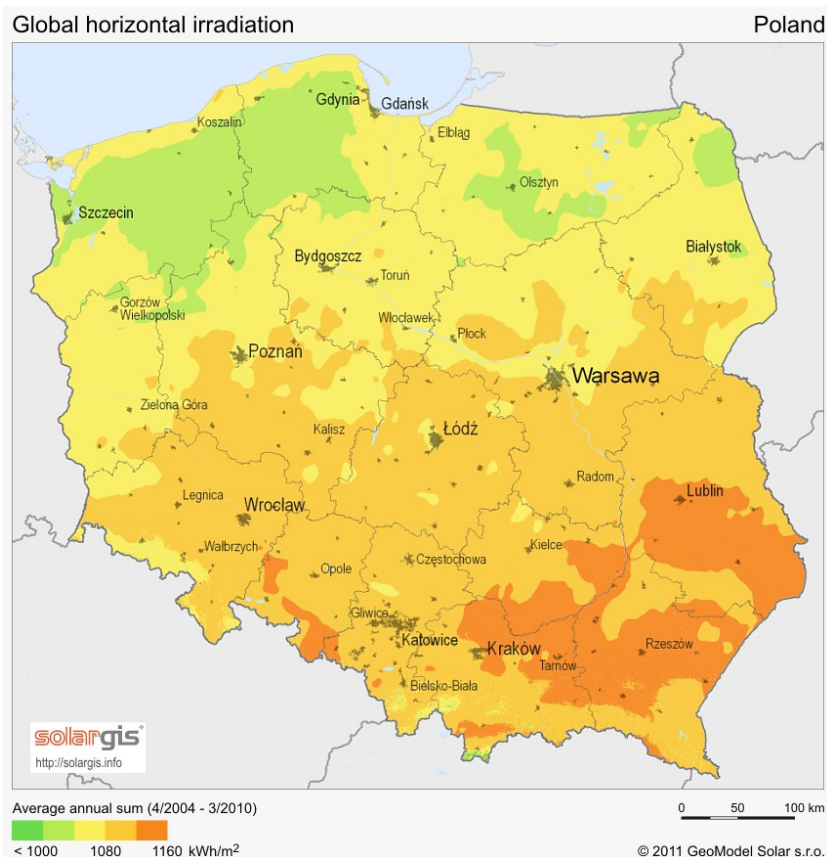 Global horizontal irradiation
Poland
Gdynia
Gdańsk
Koszalin
Elbląg
Olsztyn
Szczecin
Białystok
Bydgoszcz
Toruń
Gorzów
Wielkopolski
Włocławek
Płock
Poznań
Warsawa
Zielona Góra
Kalisz
Łódź
Radom
Lublin
Legnica
Wrocław
Wałbrzych
Kielce
Częstochowa
Opole
Gliwice
Katowice
Kraków
Tarnów
Rzeszów
Bielsko-Biała
solargis
http://solargis.info
Average annual sum (4/2004 - 3/2010)
0 50 100 km
< 1000 1080 1160 kWh/m²
© 2011 GeoModel Solar s.r.o.